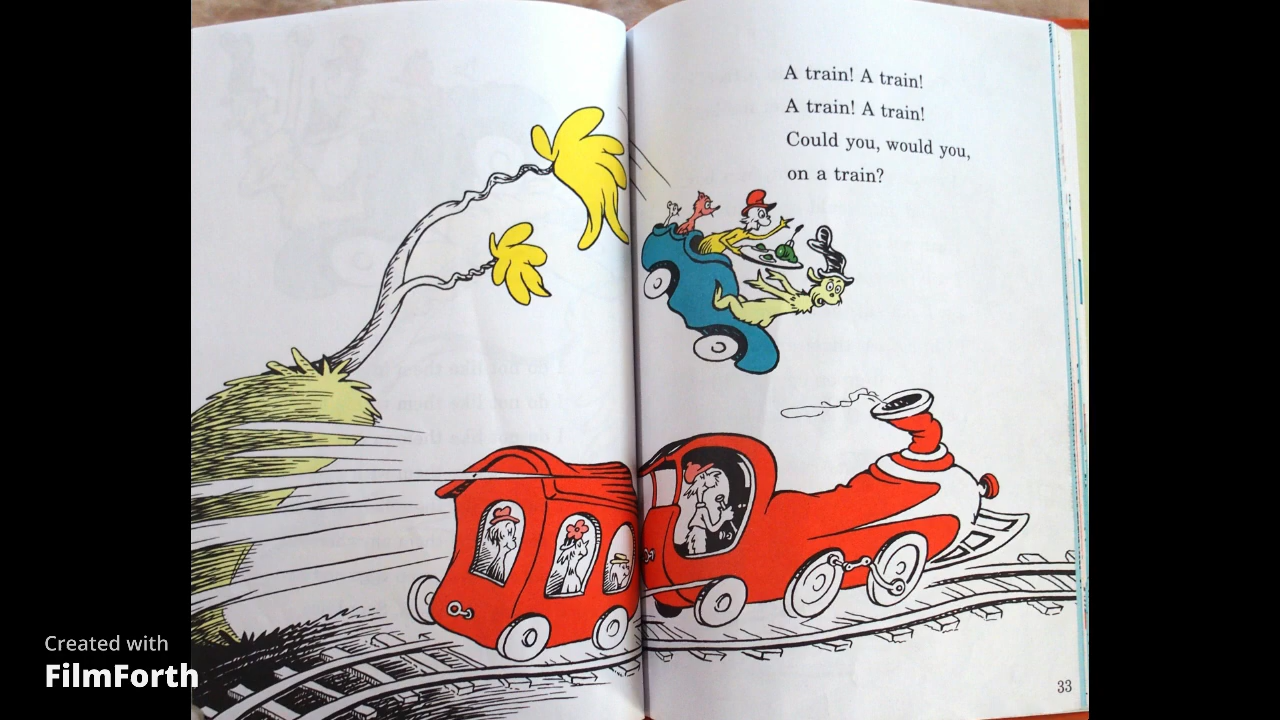 A train! A train!
A train! A train!
Could you, would you,
on a train?
33
Created with
FilmForth